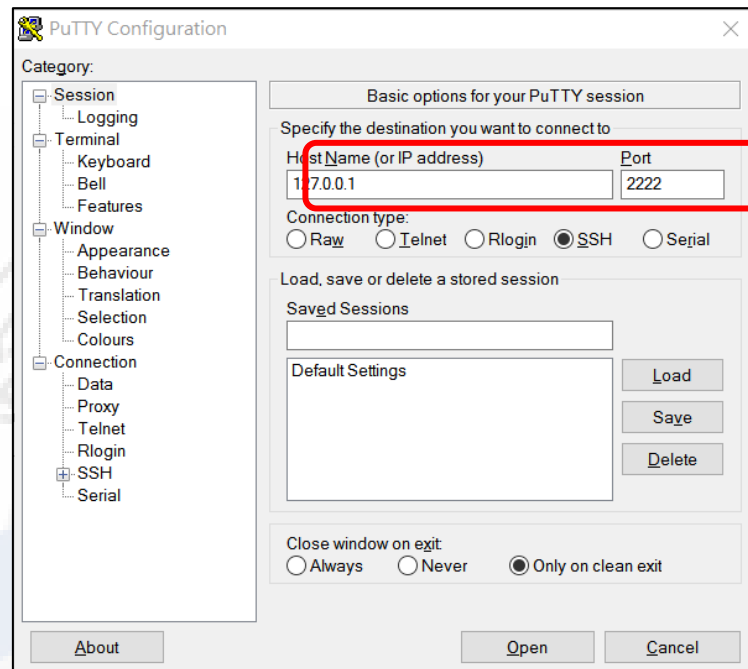 PuTTY Configuration
Category:
Session
Logging
Terminal
Keyboard
Bell
Features
Window
Appearance
Behaviour
Translation
Selection
Colours
Connection
Data
Proxy
Telnet
Rlogin
SSH
Serial
Basic options for your PuTTY session
Specify the destination you want to connect to
Host Name (or IP address) Port
127.0.0.1 2222
Connection type:
Raw Telnet Rlogin SSH Serial
Load, save or delete a stored session
Saved Sessions
Default Settings
Load
Save
Delete
Close window on exit:
Always Never Only on clean exit
About Open Cancel